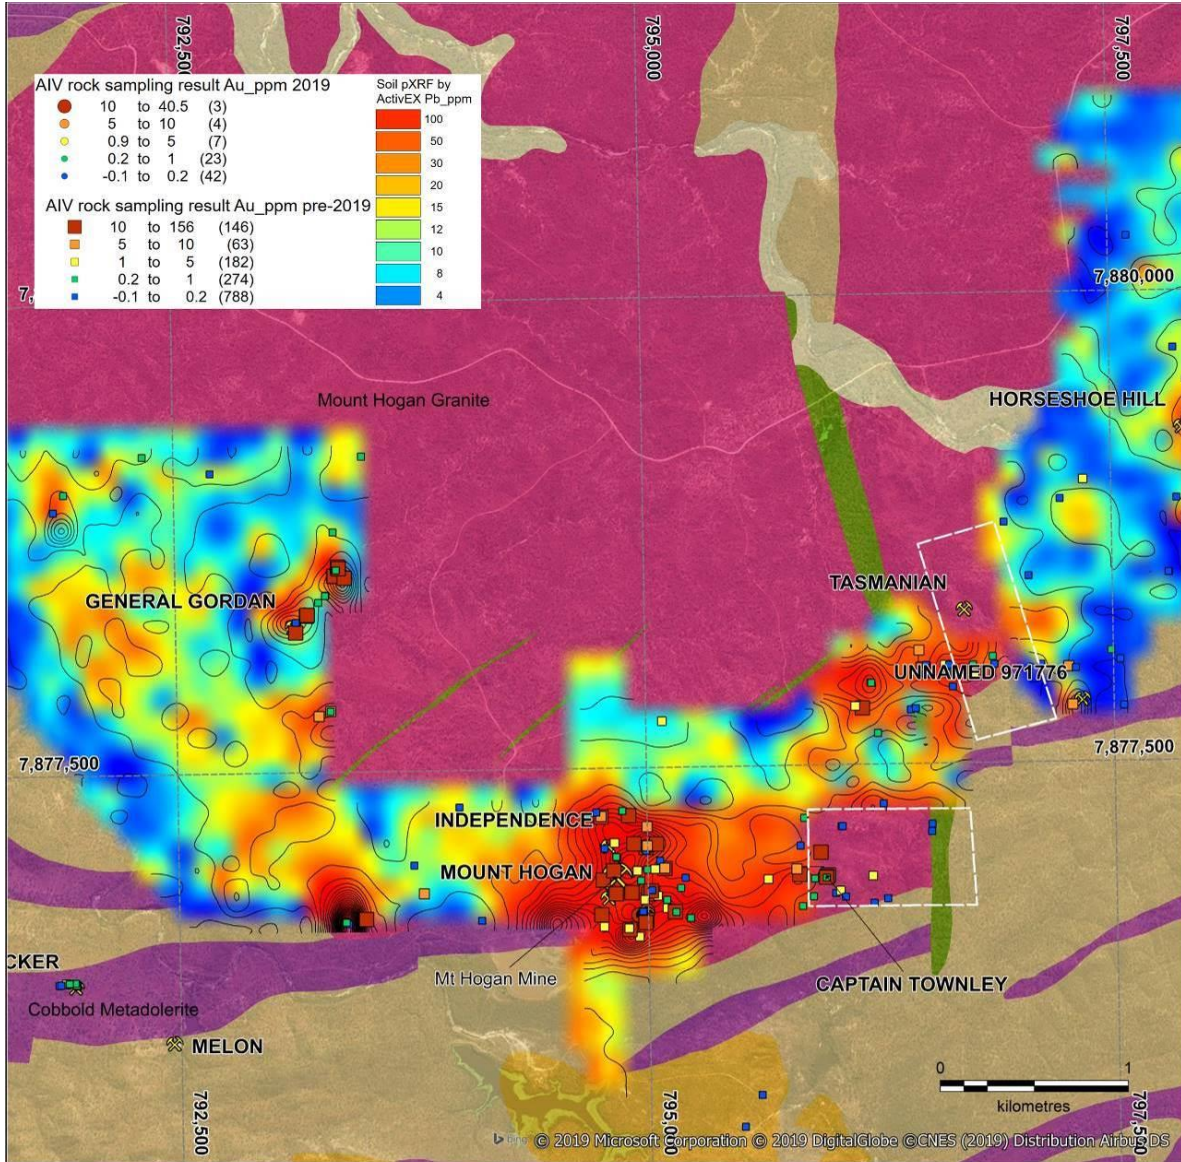 792,500
795,000
797,500
AIV rock sampling result Au_ppm 2019
10 to 40.5 (3)
5 to 10 (4)
0.9 to 5 (7)
0.2 to 1 (23)
-0.1 to 0.2 (42)
AIV rock sampling result Au_ppm pre-2019
10 to 156 (146)
5 to 10 (63)
1 to 5 (182)
0.2 to 1 (274)
-0.1 to 0.2 (788)
Soil pXRF by
ActivEX Pb_ppm
100
50
30
20
15
12
10
8
4
7,880,000
HORSESHOE HILL
Mount Hogan Granite
TASMANIAN
GENERAL GORDAN
UNNAMED 971776
7,877,500
7,877,500
INDEPENDENCE
MOUNT HOGAN
CKER
Mt Hogan Mine
CAPTAIN TOWNLEY
Cobbold Metadolerite
MELON
0 1
kilometres
792,500
795,000
797,500
bing © 2019 Microsoft Corporation © 2019 DigitalGlobe ©CNES (2019) Distribution Airbus DS